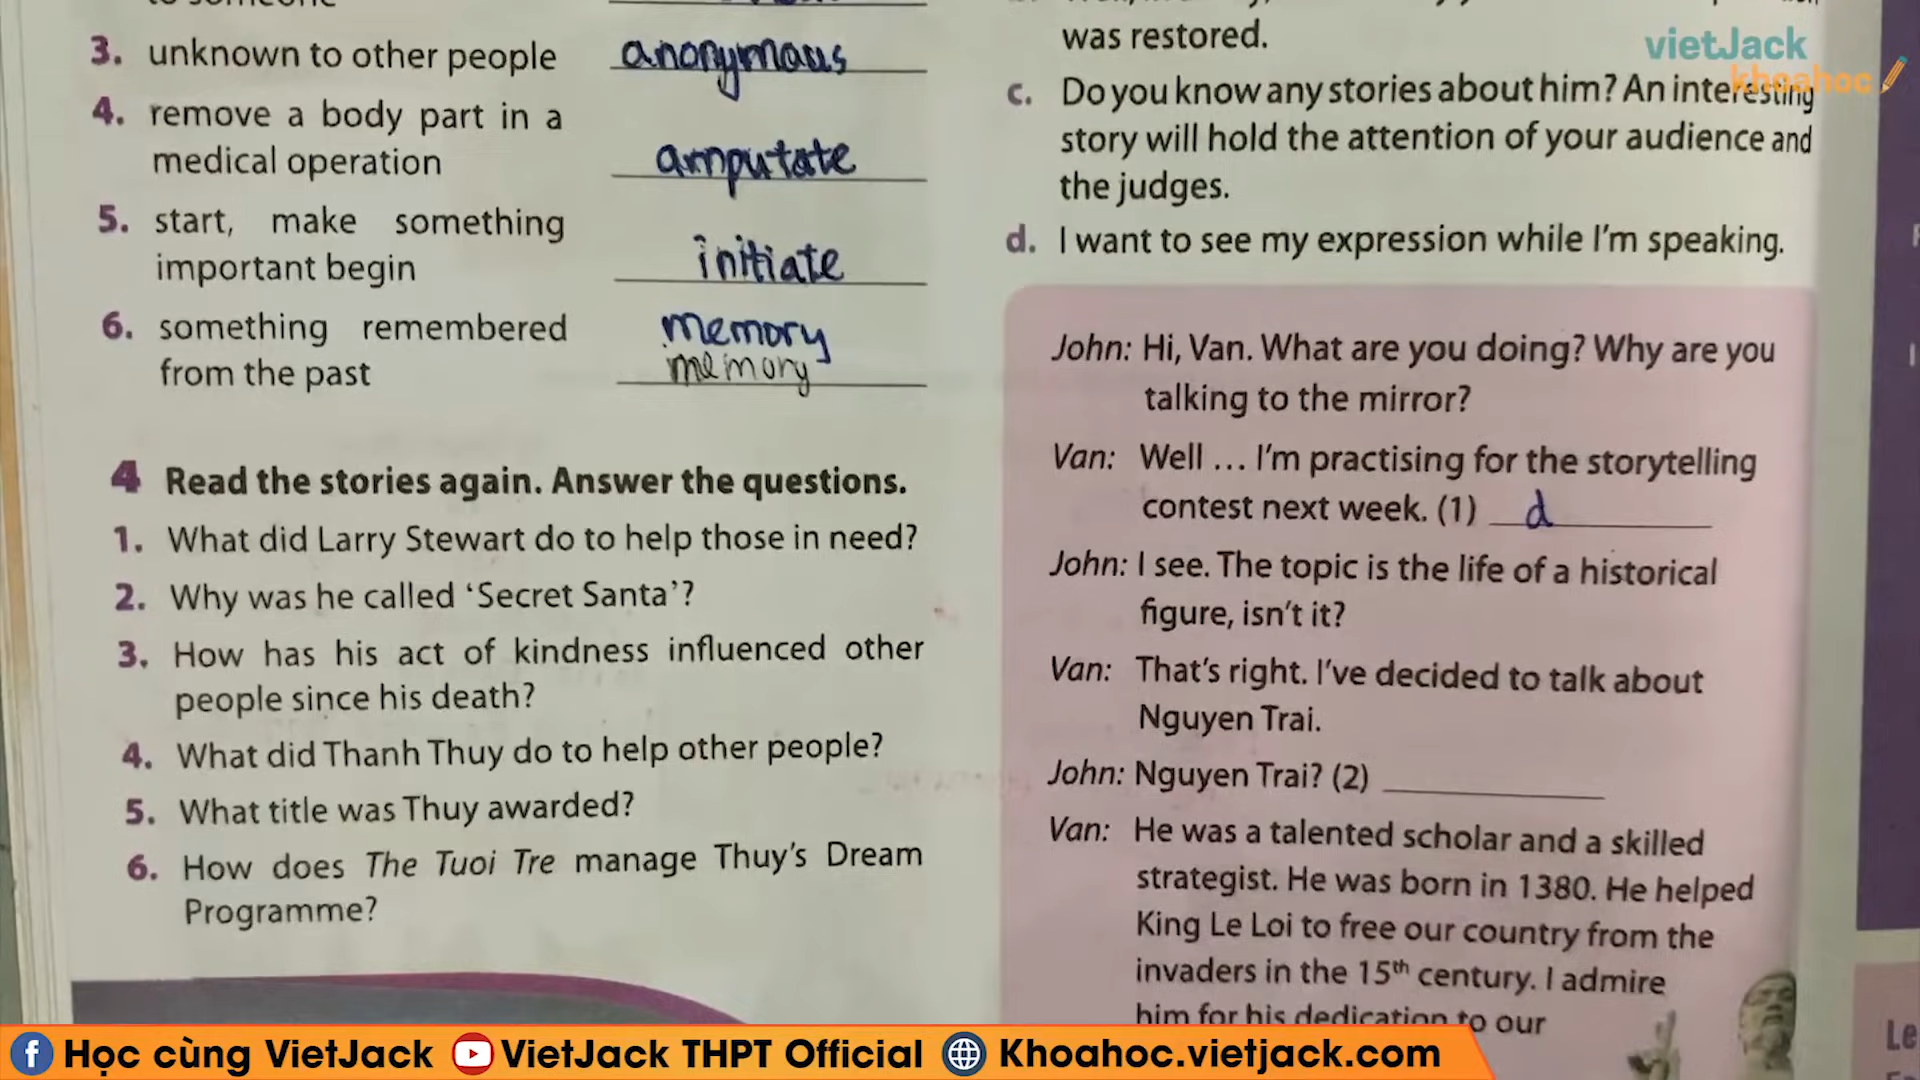 to someone
3. unknown to other people anonymous
4. remove a body part in a
medical operation amputate
5. start, make something
important begin initiate
6. something remembered memory
from the past memory
4 Read the stories again. Answer the questions.
1. What did Larry Stewart do to help those in need?
2. Why was he called ‘Secret Santa’?
3. How has his act of kindness influenced other
people since his death?
4. What did Thanh Thuy do to help other people?
5. What title was Thuy awarded?
6. How does The Tuoi Tre manage Thuy’s Dream
Programme?
was restored.
c. Do you know any stories about him? An interesting
story will hold the attention of your audience and
the judges.
d. I want to see my expression while I’m speaking.
John: Hi, Van. What are you doing? Why are you
talking to the mirror?
Van: Well ... I’m practising for the storytelling
contest next week. (1) d
John: I see. The topic is the life of a historical
figure, isn’t it?
Van: That’s right. I’ve decided to talk about
Nguyen Trai.
John: Nguyen Trai? (2)
Van: He was a talented scholar and a skilled
strategist. He was born in 1380. He helped
King Le Loi to free our country from the
invaders in the 15th century. I admire
him for his dedication to our
vietJack
khoahoc
Le
Học cùng VietJack VietJack THPT Official Khoahoc.vietjack.com